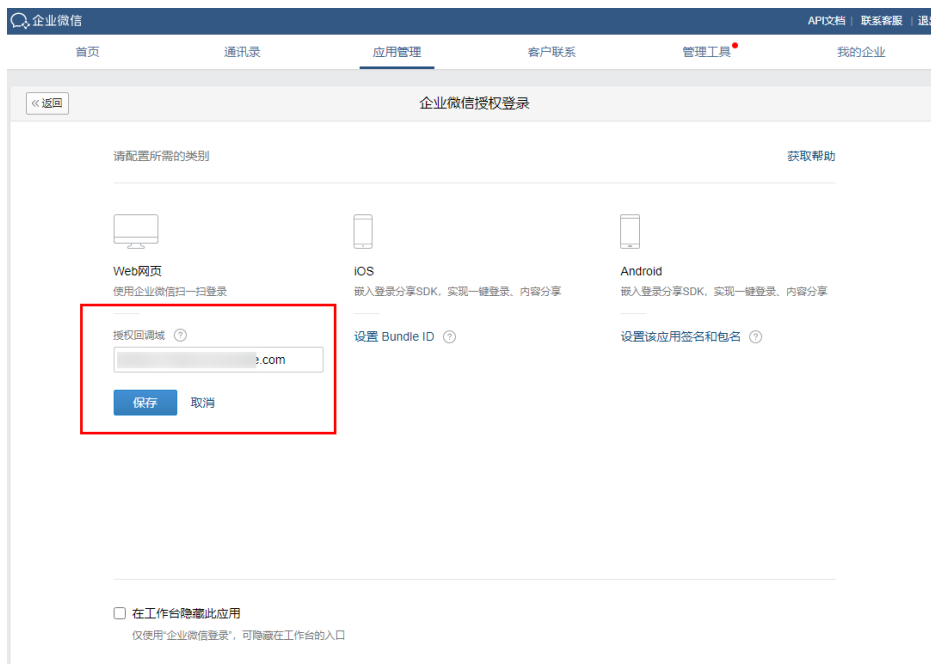 企业微信
API文档 | 联系客服 |
首页 通讯录 应用管理 客户联系 管理工具 我的企业
« 返回
企业微信授权登录
请配置所需的类别 获取帮助
Web网页 iOS Android
使用企业微信扫一扫登录 嵌入登录分享SDK，实现一键登录、内容分享 嵌入登录分享SDK，实现一键登录、内容分享
授权回调域 ? 设置 Bundle ID ? 设置该应用签名和包名 ?
.com
保存 取消
在工作台隐藏此应用
仅使用“企业微信登录”，可隐藏在工作台的入口